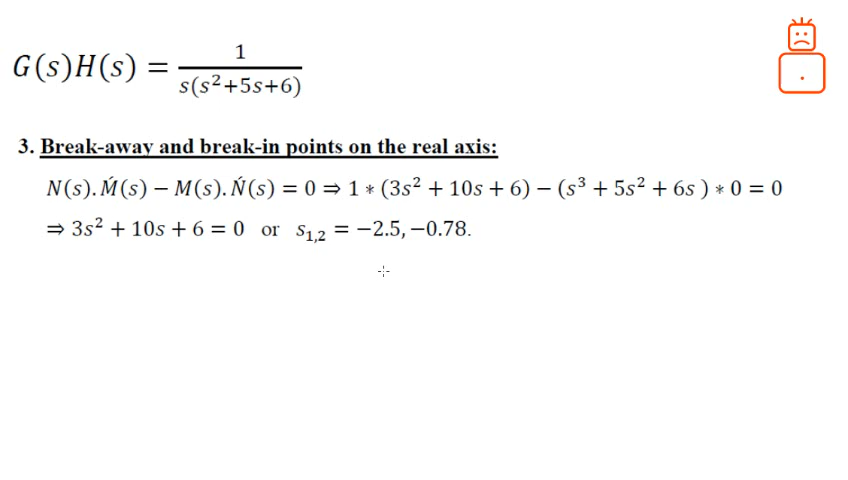 G(s)H(s) = 1 / s(s²+5s+6)
3. Break-away and break-in points on the real axis:
N(s).Ḿ(s) − M(s).Ń(s) = 0 ⇒ 1 ∗ (3s² + 10s + 6) − (s³ + 5s² + 6s ) ∗ 0 = 0
⇒ 3s² + 10s + 6 = 0 or s₁,₂ = −2.5, −0.78.